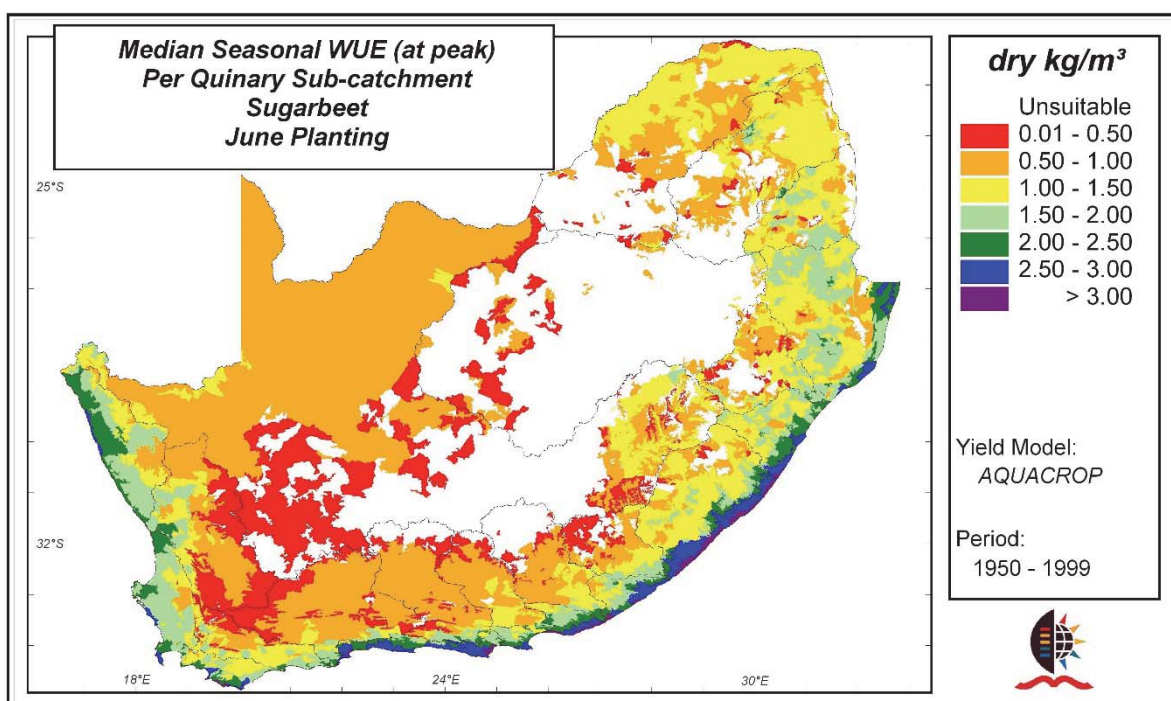 Median Seasonal WUE (at peak)
Per Quinary Sub-catchment
Sugarbeet
June Planting
dry kg/m³
Unsuitable
0.01 - 0.50
0.50 - 1.00
1.00 - 1.50
1.50 - 2.00
2.00 - 2.50
2.50 - 3.00
> 3.00
Yield Model:
AQUACROP
Period:
1950 - 1999
25°S
32°S
18°E
24°E
30°E